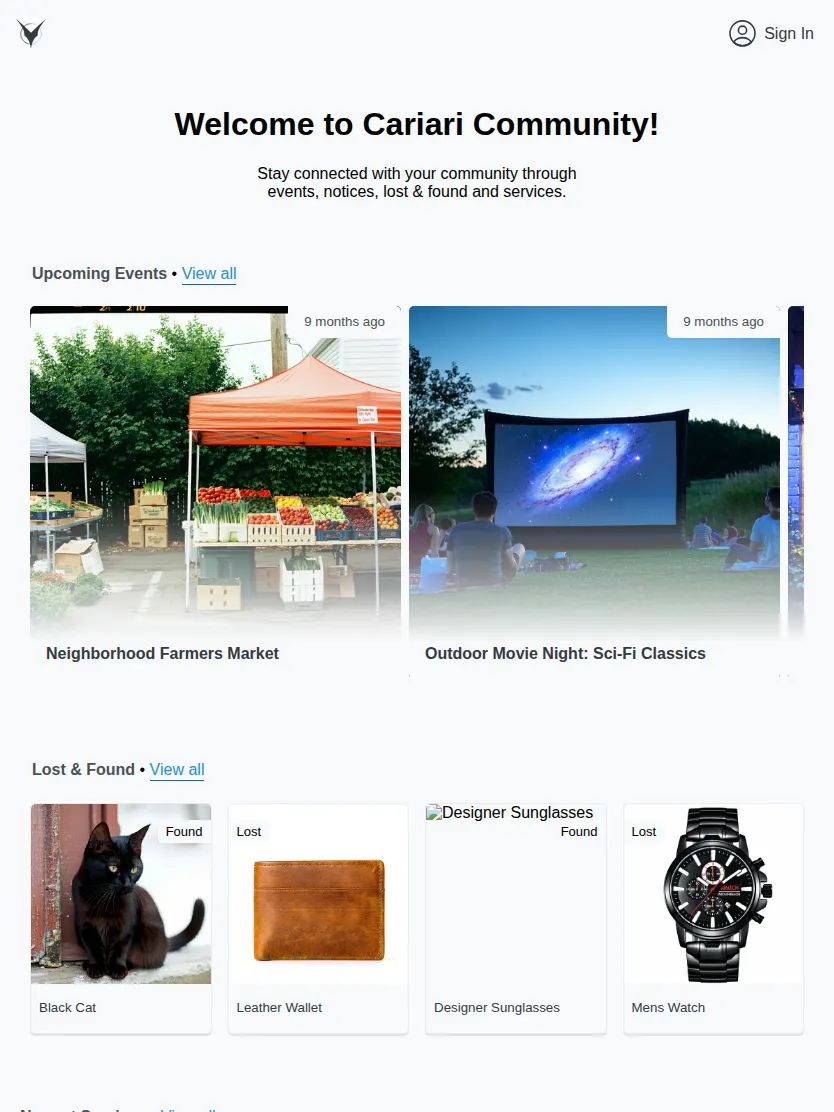 Sign In
Welcome to Cariari Community!
Stay connected with your community through
events, notices, lost & found and services.
Upcoming Events • View all
9 months ago
9 months ago
Neighborhood Farmers Market
Outdoor Movie Night: Sci-Fi Classics
Lost & Found • View all
Found
Lost
Designer Sunglasses
Found
Lost
Black Cat
Leather Wallet
Designer Sunglasses
Mens Watch